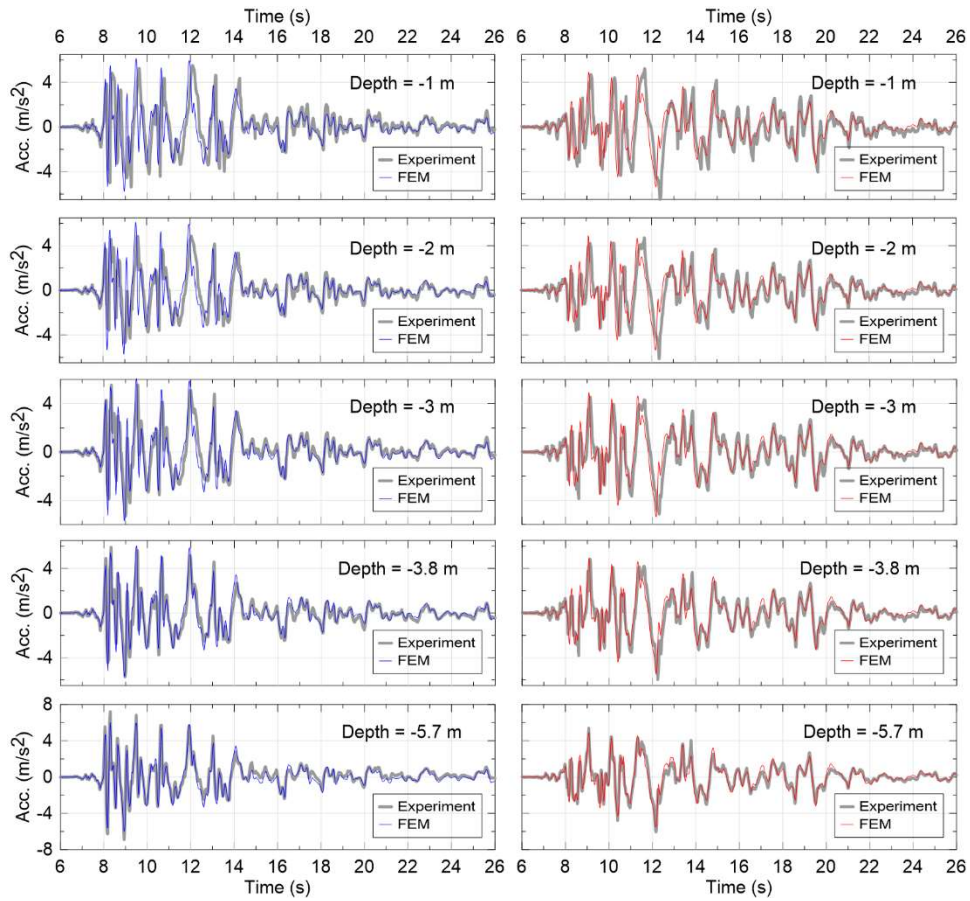 Time (s) Time (s)
6 8 10 12 14 16 18 20 22 24 26 6 8 10 12 14 16 18 20 22 24 26
Acc. (m/s²) 4 0 -4 Depth = -1 m Depth = -1 m
Experiment Experiment
FEM FEM
Acc. (m/s²) 4 0 -4 Depth = -2 m Depth = -2 m
Experiment Experiment
FEM FEM
Acc. (m/s²) 4 0 -4 Depth = -3 m Depth = -3 m
Experiment Experiment
FEM FEM
Acc. (m/s²) 4 0 -4 Depth = -3.8 m Depth = -3.8 m
Experiment Experiment
FEM FEM
Acc. (m/s²) 8 4 0 -4 -8 Depth = -5.7 m Depth = -5.7 m
Experiment Experiment
FEM FEM
6 8 10 12 14 16 18 20 22 24 26 6 8 10 12 14 16 18 20 22 24 26
Time (s) Time (s)